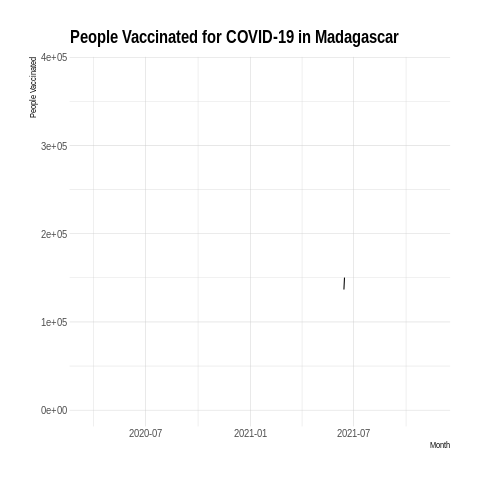 People Vaccinated for COVID-19 in Madagascar
People Vaccinated
4e+05
3e+05
2e+05
1e+05
0e+00
2020-07 2021-01 2021-07
Month